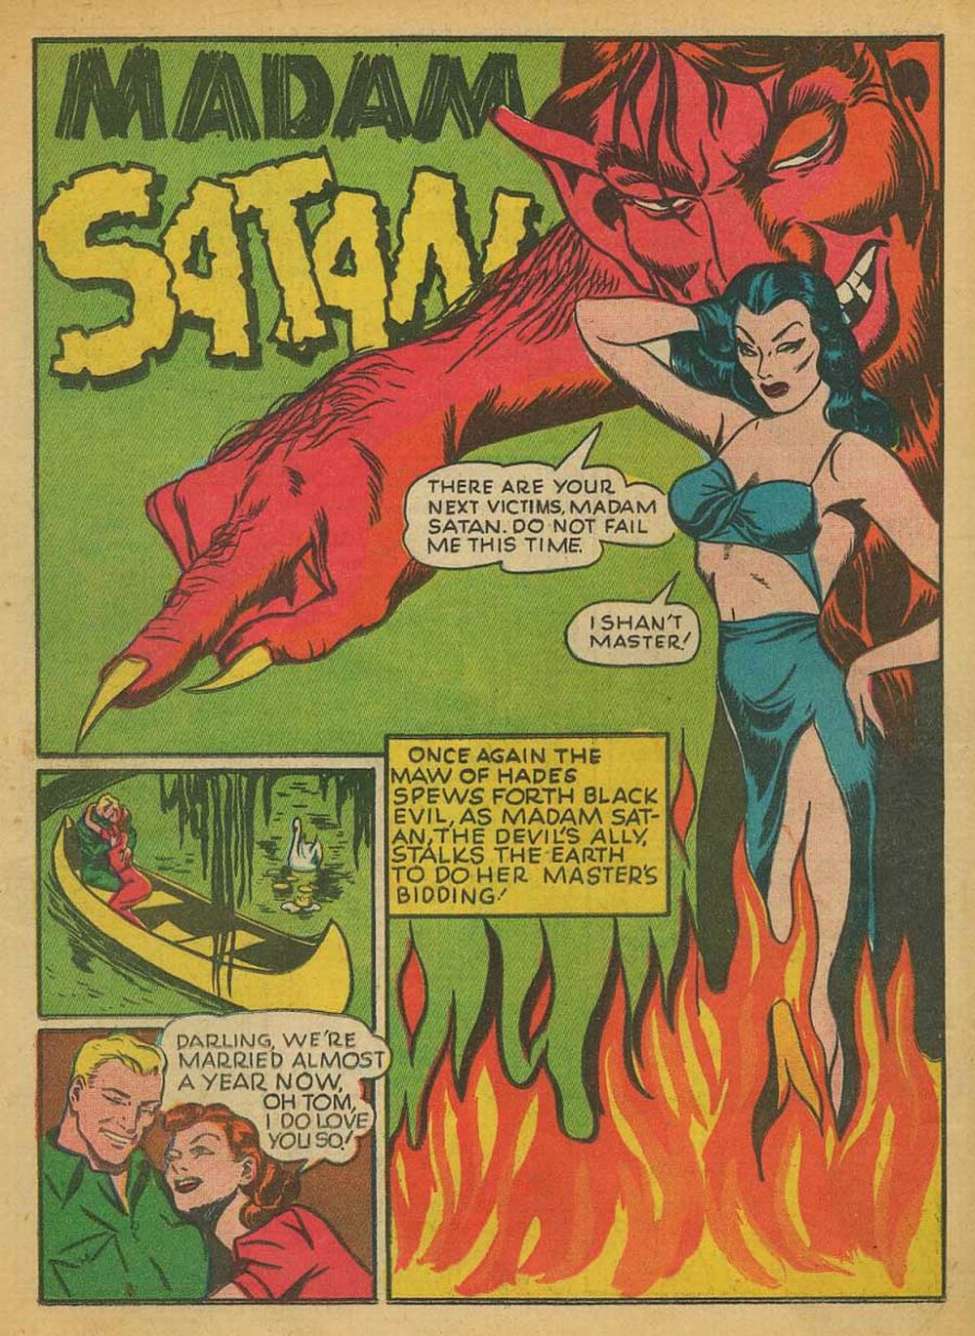 MADAM
SATAN
THERE ARE YOUR
NEXT VICTIMS, MADAM
SATAN. DO NOT FAIL
ME THIS TIME.
I SHAN'T
MASTER!
ONCE AGAIN THE
MAW OF HADES
SPEWS FORTH BLACK
EVIL, AS MADAM SAT-
AN, THE DEVIL'S ALLY,
STALKS THE EARTH
TO DO HER MASTER'S
BIDDING!
DARLING, WE'RE
MARRIED ALMOST
A YEAR NOW,
OH TOM,
I DO LOVE
YOU SO!